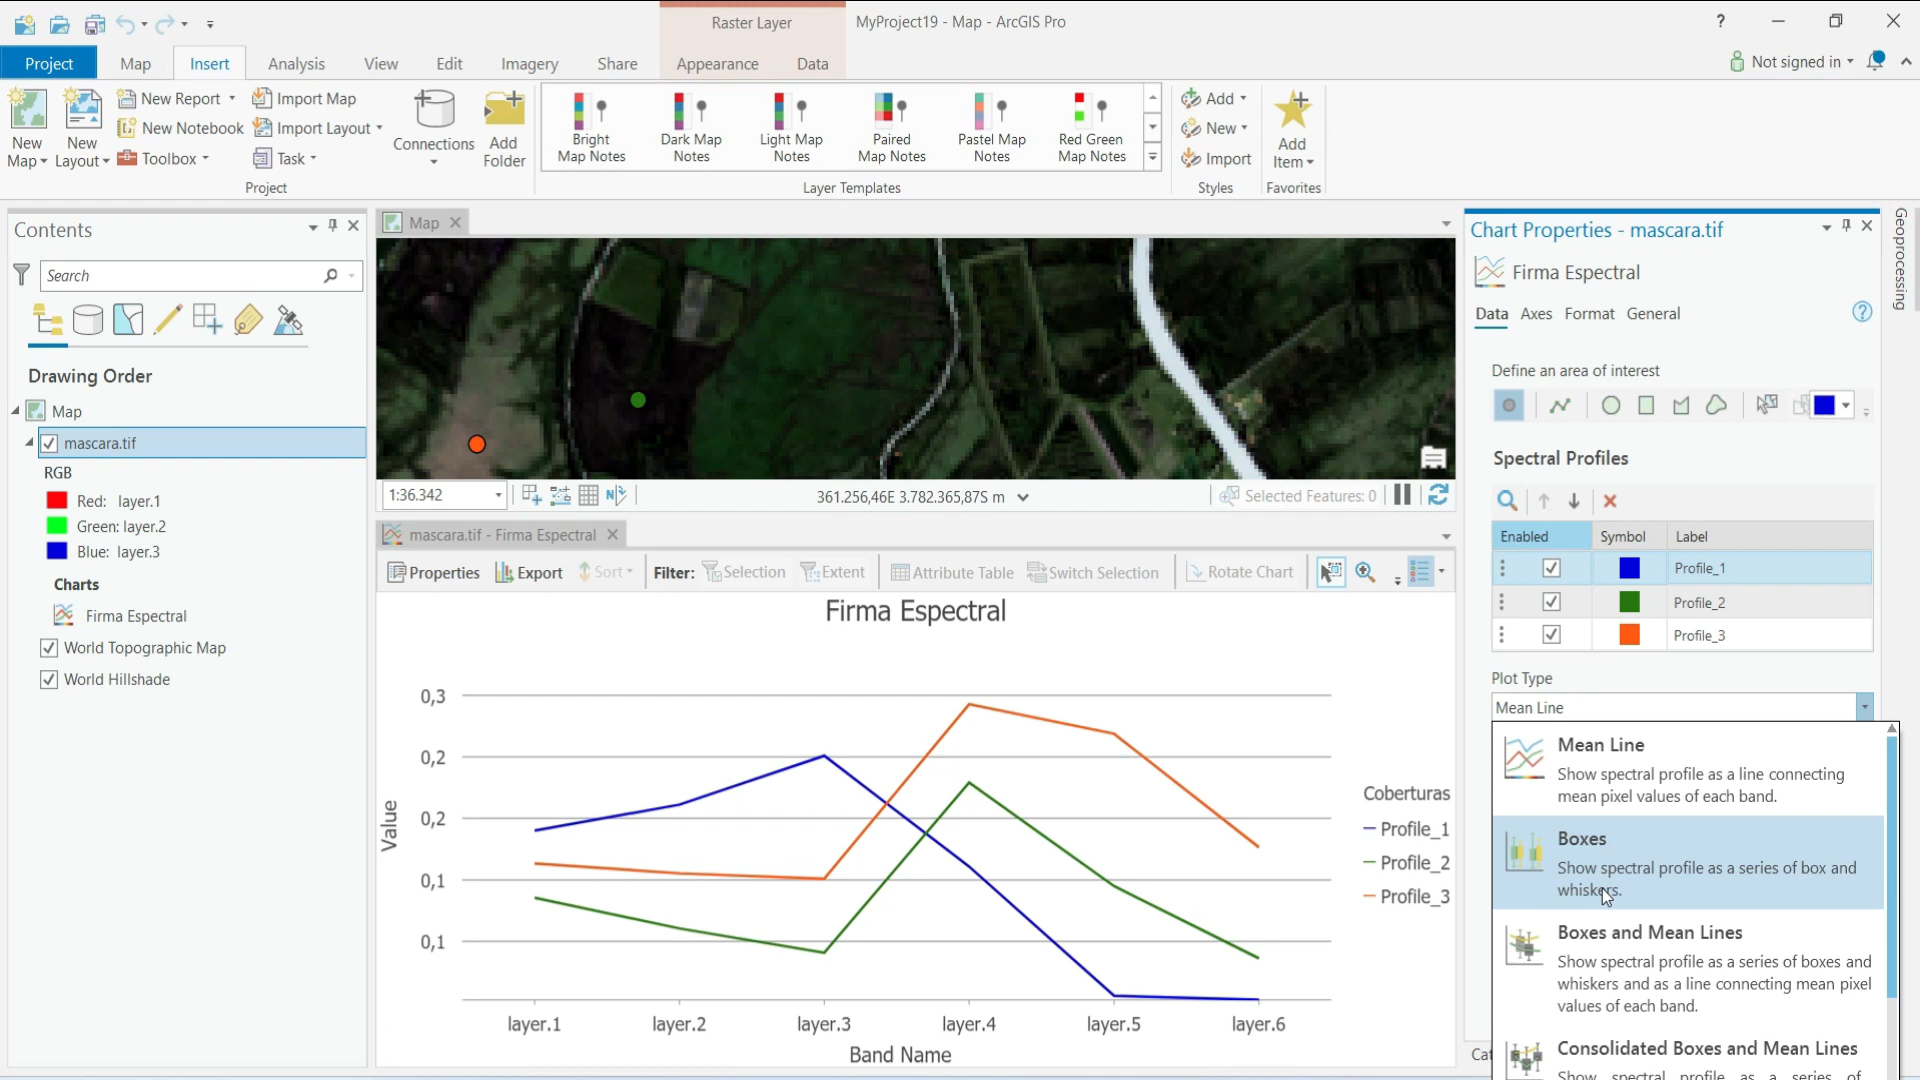 Raster Layer
MyProject19 - Map - ArcGIS Pro
?
Project
Map
Insert
Analysis
View
Edit
Imagery
Share
Appearance
Data
Not signed in
New Map
New Layout
New Report
New Notebook
Toolbox
Import Map
Import Layout
Task
Connections
Add Folder
Project
Bright Map Notes
Dark Map Notes
Light Map Notes
Paired Map Notes
Pastel Map Notes
Red Green Map Notes
Layer Templates
Add
New
Import
Styles
Add Item
Favorites
Contents
Search
Drawing Order
Map
mascara.tif
RGB
Red: layer.1
Green: layer.2
Blue: layer.3
Charts
Firma Espectral
World Topographic Map
World Hillshade
Map
1:36.342
361.256,46E 3.782.365,87S m
Selected Features: 0
mascara.tif - Firma Espectral
Properties
Export
Sort
Filter:
Selection
Extent
Attribute Table
Switch Selection
Rotate Chart
Firma Espectral
0,3
0,2
0,2
0,1
0,1
Value
layer.1
layer.2
layer.3
layer.4
layer.5
layer.6
Band Name
Coberturas
Profile_1
Profile_2
Profile_3
Chart Properties - mascara.tif
Firma Espectral
Data
Axes
Format
General
Define an area of interest
Spectral Profiles
Enabled
Symbol
Label
Profile_1
Profile_2
Profile_3
Plot Type
Mean Line
Mean Line
Show spectral profile as a line connecting
mean pixel values of each band.
Boxes
Show spectral profile as a series of box and
whiskers.
Boxes and Mean Lines
Show spectral profile as a series of boxes and
whiskers and as a line connecting mean pixel
values of each band.
Consolidated Boxes and Mean Lines
Show spectral profile as a series of
Cat
Geoprocessing